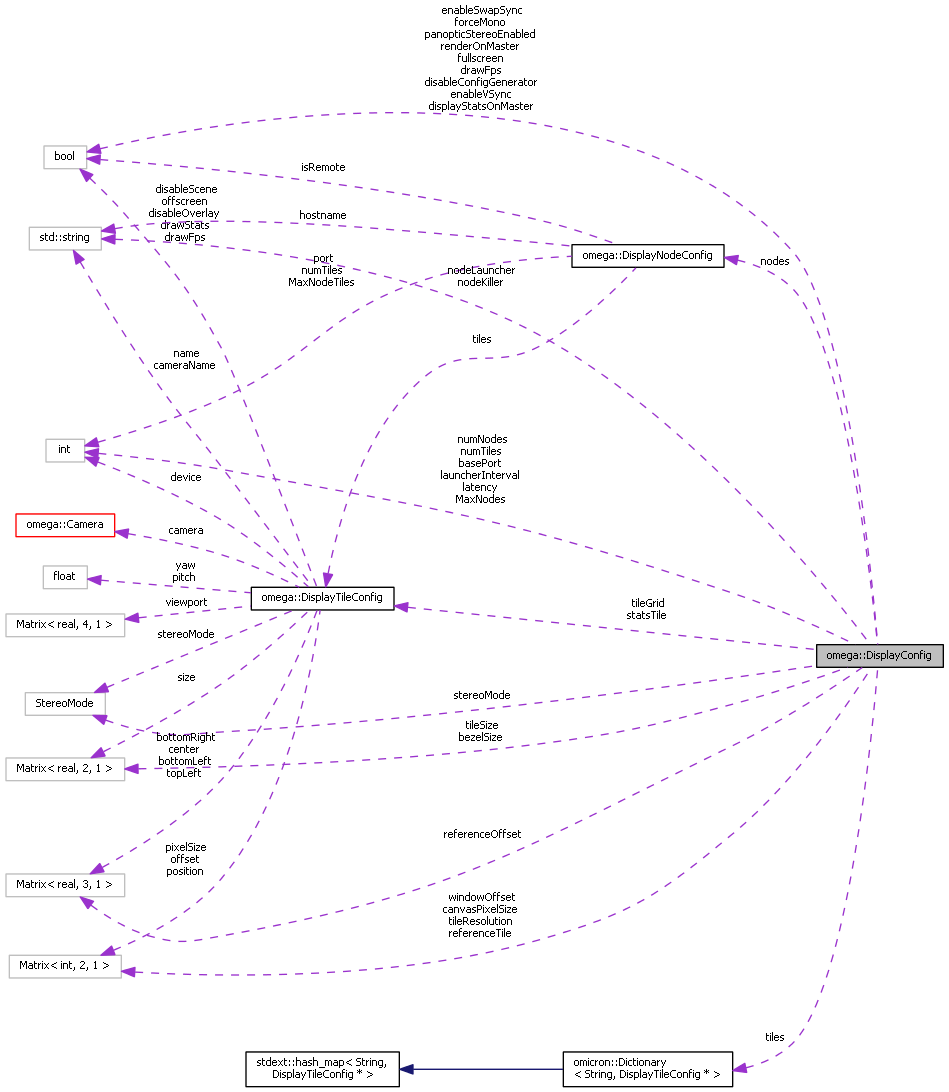 enableSwapSync
forceMono
panopticStereoEnabled
renderOnMaster
fullscreen
drawFps
disableConfigGenerator
enableVSync
displayStatsOnMaster
bool
isRemote
disableScene
offscreen
disableOverlay
drawStats
drawFps
hostname
std::string
omega::DisplayNodeConfig
port
numTiles
MaxNodeTiles
nodeLauncher
nodeKiller
nodes
tiles
name
cameraName
int
numNodes
numTiles
basePort
launcherInterval
latency
MaxNodes
device
omega::Camera
camera
float
yaw
pitch
omega::DisplayTileConfig
viewport
Matrix< real, 4, 1 >
tileGrid
statsTile
stereoMode
omega::DisplayConfig
size
StereoMode
stereoMode
tileSize
bezelSize
bottomRight
center
bottomLeft
topLeft
Matrix< real, 2, 1 >
referenceOffset
pixelSize
offset
position
Matrix< real, 3, 1 >
windowOffset
canvasPixelSize
tileResolution
referenceTile
Matrix< int, 2, 1 >
tiles
stdext::hash_map< String,
DisplayTileConfig * >
omicron::Dictionary
< String, DisplayTileConfig * >